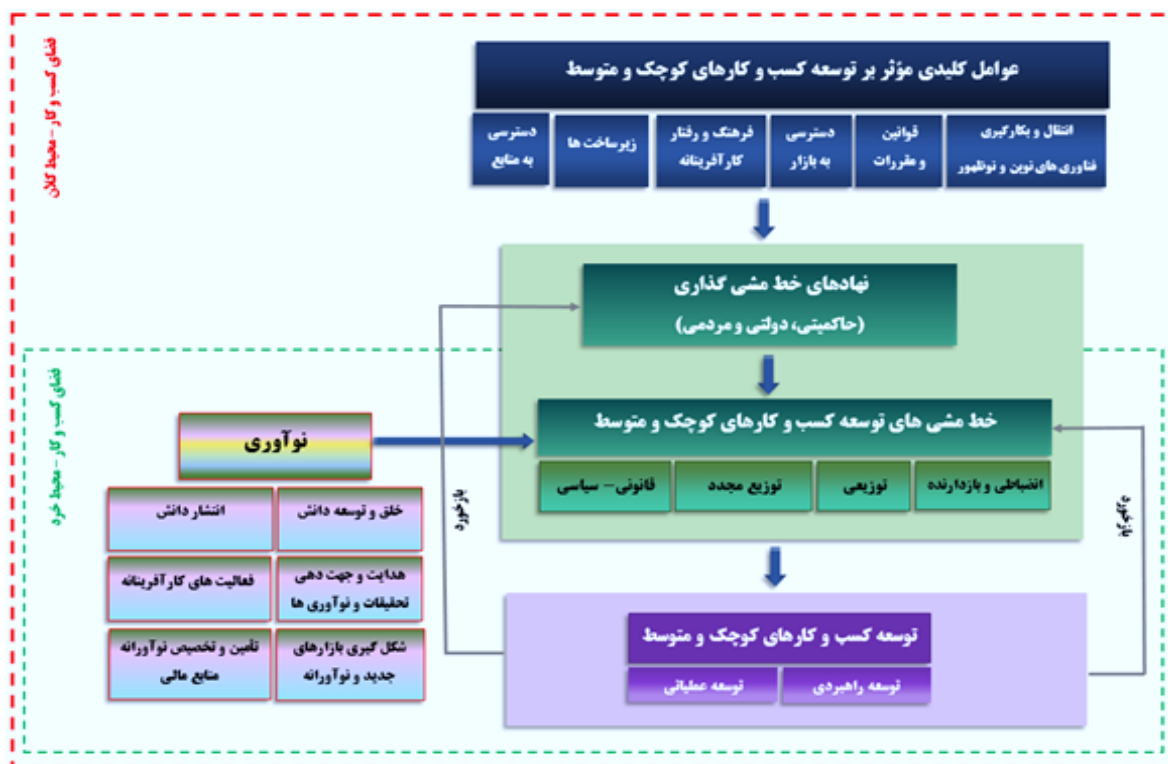 فضای کسب و کار - محیط کلان
عوامل کلیدی مؤثر بر توسعه کسب و کارهای کوچک و متوسط
انتقال و بکارگیری
فناوری های نوین و نوظهور
قوانین
و مقررات
دسترسی
به بازار
فرهنگ و رفتار
کارآفرینانه
زیرساخت ها
دسترسی
به منابع
نهادهای خط مشی گذاری
(حاکمیتی، دولتی و مردمی)
فضای کسب و کار - محیط خرد
خط مشی های توسعه کسب و کارهای کوچک و متوسط
انضباطی و بازدارنده
توزیعی
توزیع مجدد
قانونی - سیاسی
نوآوری
خلق و توسعه دانش
انتشار دانش
هدایت و جهت دهی
تحقیقات و نوآوری ها
فعالیت های کارآفرینانه
شکل گیری بازارهای
جدید و نوآورانه
تأمین و تخصیص نوآورانه
منابع مالی
بازخورد
بازخورد
توسعه کسب و کارهای کوچک و متوسط
توسعه راهبردی
توسعه عملیاتی